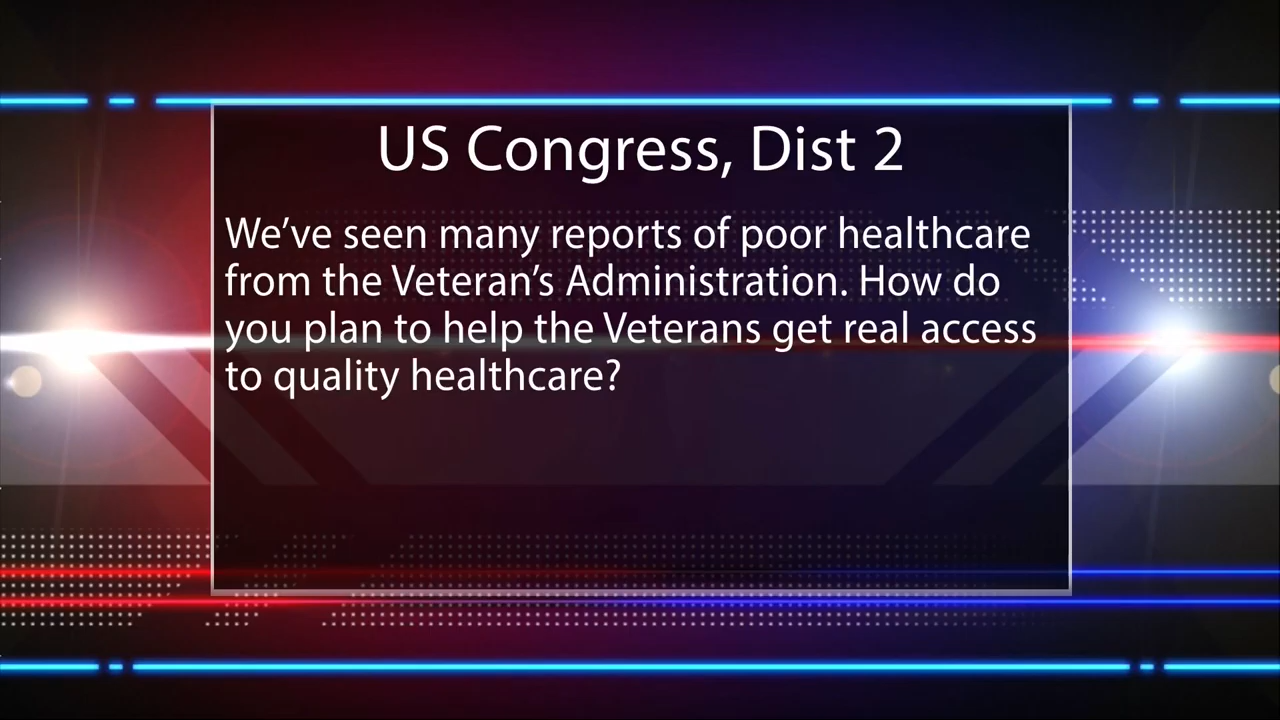 US Congress, Dist 2
We’ve seen many reports of poor healthcare
from the Veteran’s Administration. How do
you plan to help the Veterans get real access
to quality healthcare?